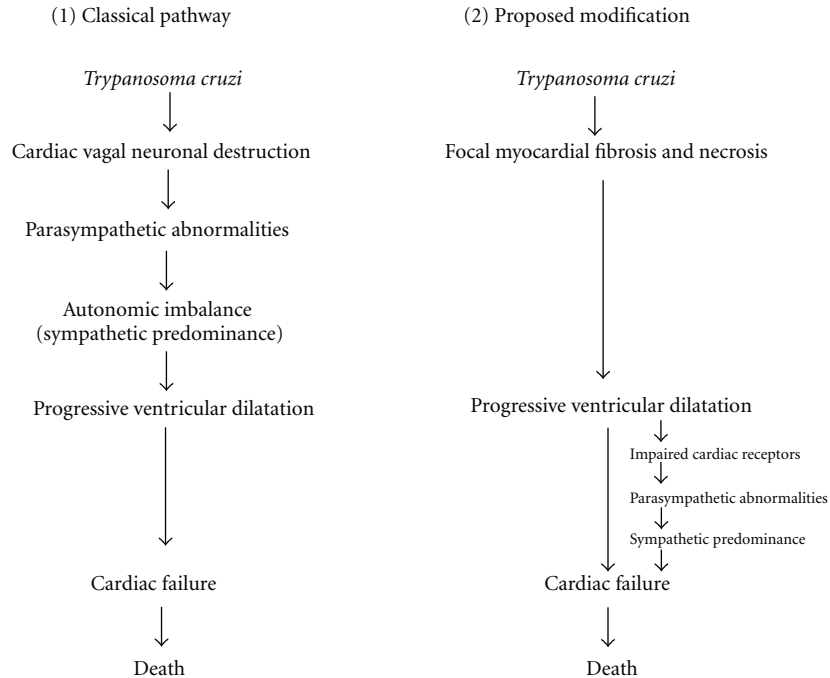 (1) Classical pathway
Trypanosoma cruzi
Cardiac vagal neuronal destruction
Parasympathetic abnormalities
Autonomic imbalance
(sympathetic predominance)
Progressive ventricular dilatation
Cardiac failure
Death
(2) Proposed modification
Trypanosoma cruzi
Focal myocardial fibrosis and necrosis
Progressive ventricular dilatation
Impaired cardiac receptors
Parasympathetic abnormalities
Sympathetic predominance
Cardiac failure
Death